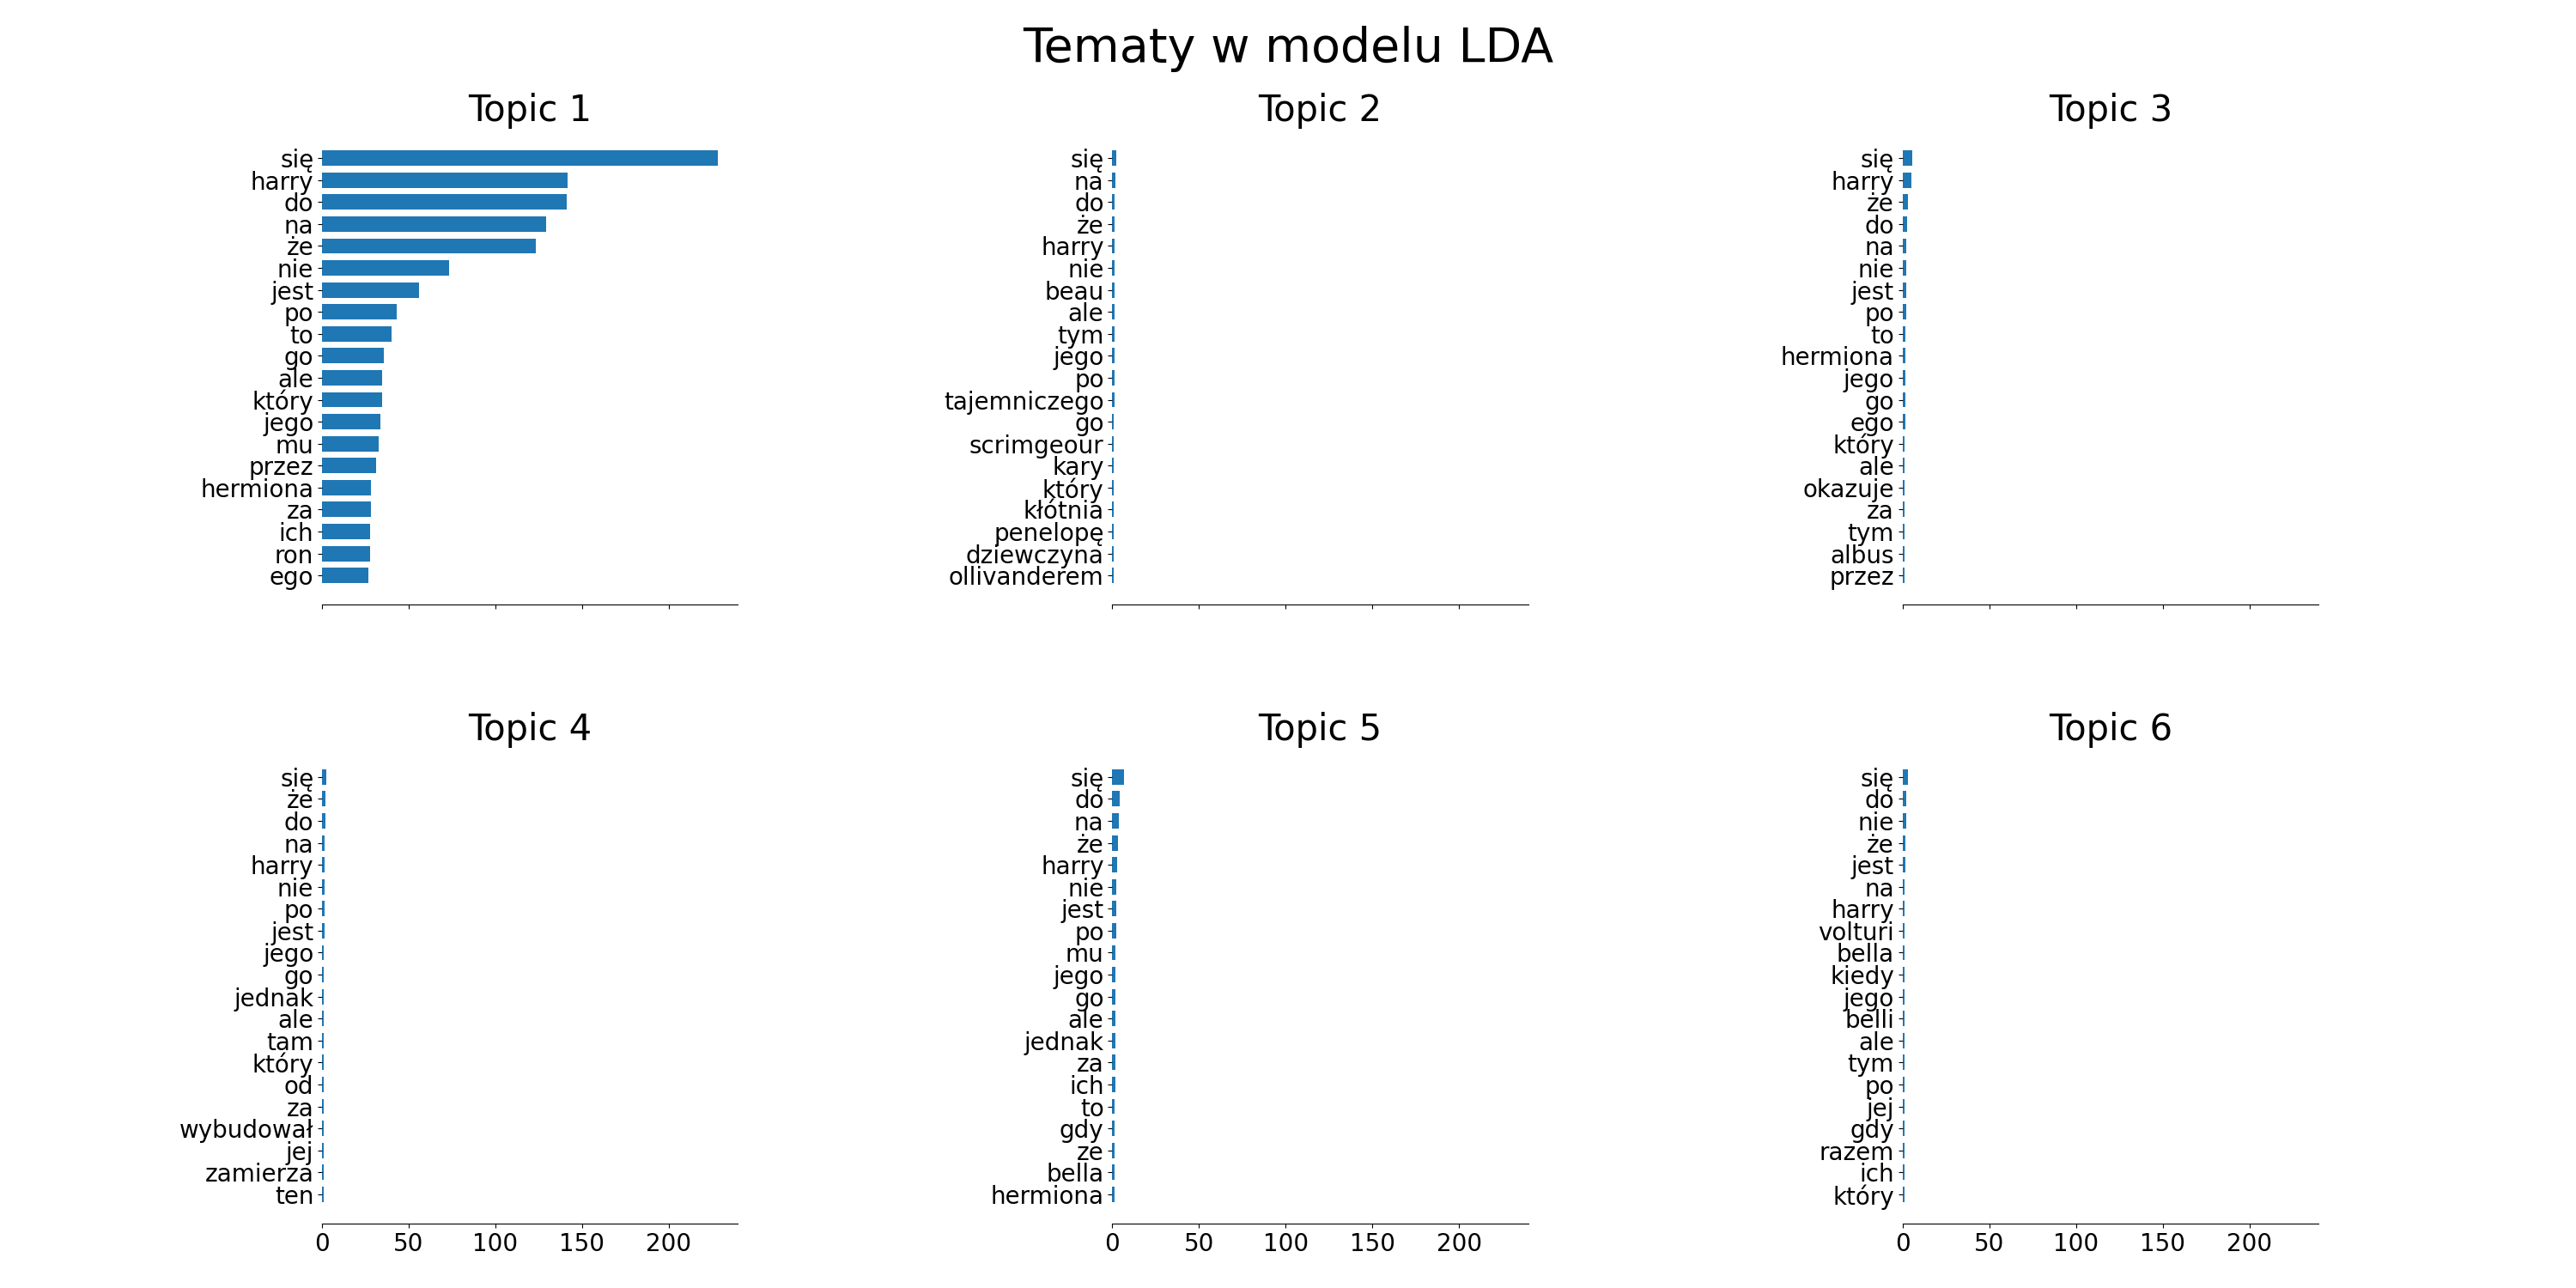 Tematy w modelu LDA
Topic 1
się
harry
do
na
że
nie
jest
po
to
go
ale
który
jego
mu
przez
hermiona
za
ich
ron
ego
Topic 2
się
na
do
że
harry
nie
beau
ale
tym
jego
po
tajemniczego
go
scrimgeour
kary
który
kłótnia
penelopę
dziewczyna
ollivanderem
Topic 3
się
harry
że
do
na
nie
jest
po
to
hermiona
jego
go
ego
który
ale
okazuje
za
tym
albus
przez
Topic 4
się
że
do
na
harry
nie
po
jest
jego
go
jednak
ale
tam
który
od
za
wybudował
jej
zamierza
ten
0 50 100 150 200
Topic 5
się
do
na
że
harry
nie
jest
po
mu
jego
go
ale
jednak
za
ich
to
gdy
ze
bella
hermiona
0 50 100 150 200
Topic 6
się
do
nie
że
jest
na
harry
volturi
bella
kiedy
jego
belli
ale
tym
po
jej
gdy
razem
ich
który
0 50 100 150 200